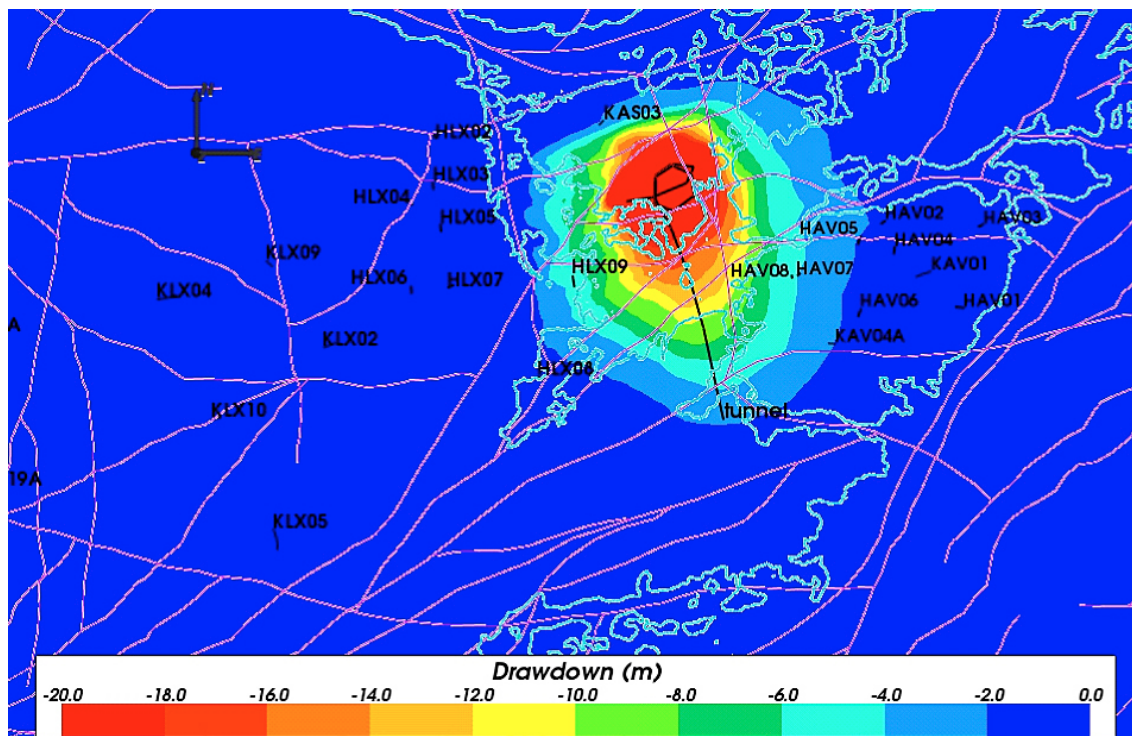 N
KAS03
HLX02
HLX03
HLX04
HLX05
HAV02
HAV03
HAV05
HAV04
KLX09
HLX09
HAV08
HAV07
KAV01
HLX06
HLX07
KLX04
HAV06
HAV01
A
KLX02
KAV04A
HLX08
KLX10
tunnel
19A
KLX05
Drawdown (m)
-20.0 -18.0 -16.0 -14.0 -12.0 -10.0 -8.0 -6.0 -4.0 -2.0 0.0